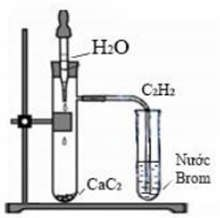 H₂O
C₂H₂
Nước
Brom
CaC₂